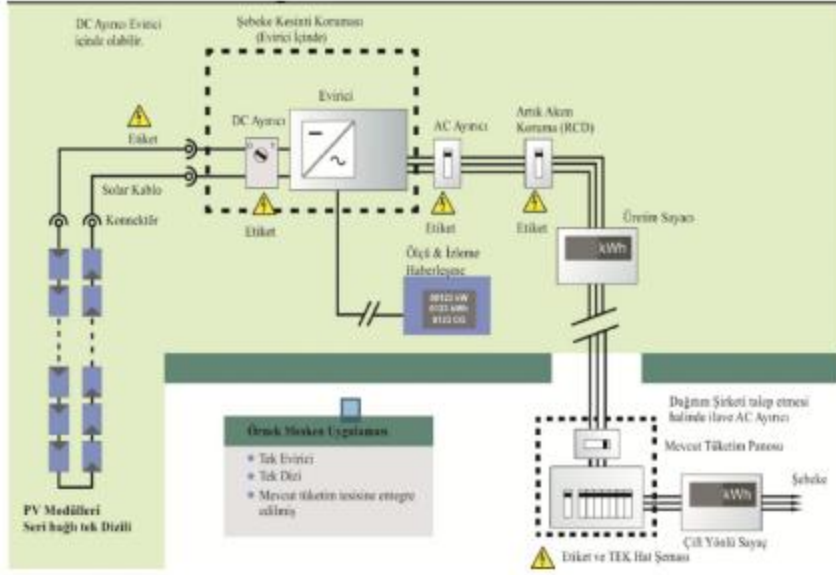 DC Ayırıcı Evirici
içinde olabilir.
Şebeke Kesinti Koruması
(Evirici İçinde)
Evirici
DC Ayırıcı
AC Ayırıcı
Artık Akım
Koruma (RCD)
Etiket
Solar Kablo
Konnektör
Etiket
Etiket
Etiket
Üretim Sayacı
kWh
Ölçü & İzleme
Haberleşme
Dağıtım Şirketi talep etmesi
halinde ilave AC Ayırıcı
Örnek Mesken Uygulaması
Tek Evirici
Tek Dizi
Mevcut tüketim tesisine entegre
edilmiş
Mevcut Tüketim Panosu
kWh
Şebeke
PV Modülleri
Seri bağlı tek Dizili
Çift Yönlü Sayaç
Etiket ve TEK Hat Şeması